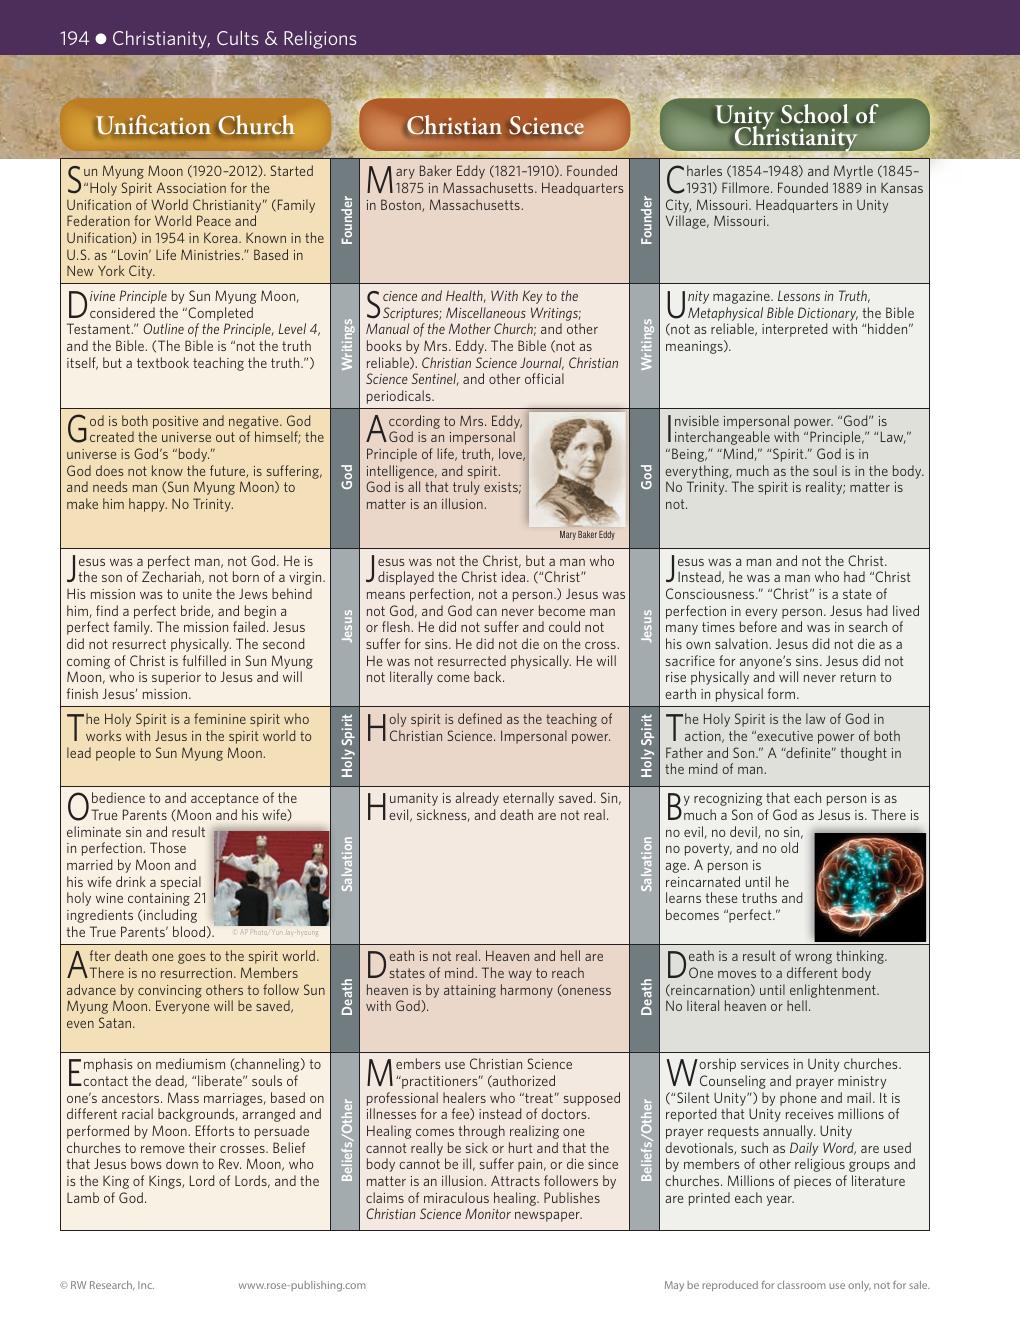 194 ● Christianity, Cults & Religions
Unification Church
Christian Science
Unity School of
Christianity
Sun Myung Moon (1920–2012). Started
“Holy Spirit Association for the
Unification of World Christianity” (Family
Federation for World Peace and
Unification) in 1954 in Korea. Known in the
U.S. as “Lovin’ Life Ministries.” Based in
New York City.
Founder
Mary Baker Eddy (1821–1910). Founded
1875 in Massachusetts. Headquarters
in Boston, Massachusetts.
Founder
Charles (1854–1948) and Myrtle (1845–
1931) Fillmore. Founded 1889 in Kansas
City, Missouri. Headquarters in Unity
Village, Missouri.
Divine Principle by Sun Myung Moon,
considered the “Completed
Testament.” Outline of the Principle, Level 4,
and the Bible. (The Bible is “not the truth
itself, but a textbook teaching the truth.”)
Writings
Science and Health, With Key to the
Scriptures; Miscellaneous Writings;
Manual of the Mother Church; and other
books by Mrs. Eddy. The Bible (not as
reliable). Christian Science Journal, Christian
Science Sentinel, and other official
periodicals.
Writings
Unity magazine. Lessons in Truth,
Metaphysical Bible Dictionary, the Bible
(not as reliable, interpreted with “hidden”
meanings).
God is both positive and negative. God
created the universe out of himself; the
universe is God’s “body.”
God does not know the future, is suffering,
and needs man (Sun Myung Moon) to
make him happy. No Trinity.
God
According to Mrs. Eddy,
God is an impersonal
Principle of life, truth, love,
intelligence, and spirit.
God is all that truly exists;
matter is an illusion.
Mary Baker Eddy
God
Invisible impersonal power. “God” is
interchangeable with “Principle,” “Law,”
“Being,” “Mind,” “Spirit.” God is in
everything, much as the soul is in the body.
No Trinity. The spirit is reality; matter is
not.
Jesus was a perfect man, not God. He is
the son of Zechariah, not born of a virgin.
His mission was to unite the Jews behind
him, find a perfect bride, and begin a
perfect family. The mission failed. Jesus
did not resurrect physically. The second
coming of Christ is fulfilled in Sun Myung
Moon, who is superior to Jesus and will
finish Jesus’ mission.
Jesus
Jesus was not the Christ, but a man who
displayed the Christ idea. (“Christ”
means perfection, not a person.) Jesus was
not God, and God can never become man
or flesh. He did not suffer and could not
suffer for sins. He did not die on the cross.
He was not resurrected physically. He will
not literally come back.
Jesus
Jesus was a man and not the Christ.
Instead, he was a man who had “Christ
Consciousness.” “Christ” is a state of
perfection in every person. Jesus had lived
many times before and was in search of
his own salvation. Jesus did not die as a
sacrifice for anyone’s sins. Jesus did not
rise physically and will never return to
earth in physical form.
The Holy Spirit is a feminine spirit who
works with Jesus in the spirit world to
lead people to Sun Myung Moon.
Holy Spirit
Holy spirit is defined as the teaching of
Christian Science. Impersonal power.
Holy Spirit
The Holy Spirit is the law of God in
action, the “executive power of both
Father and Son.” A “definite” thought in
the mind of man.
Obedience to and acceptance of the
True Parents (Moon and his wife)
eliminate sin and result
in perfection. Those
married by Moon and
his wife drink a special
holy wine containing 21
ingredients (including
the True Parents’ blood).
© AP Photo/Yun Jay-hyoung
Salvation
Humanity is already eternally saved. Sin,
evil, sickness, and death are not real.
Salvation
By recognizing that each person is as
much a Son of God as Jesus is. There is
no evil, no devil, no sin,
no poverty, and no old
age. A person is
reincarnated until he
learns these truths and
becomes “perfect.”
After death one goes to the spirit world.
There is no resurrection. Members
advance by convincing others to follow Sun
Myung Moon. Everyone will be saved,
even Satan.
Death
Death is not real. Heaven and hell are
states of mind. The way to reach
heaven is by attaining harmony (oneness
with God).
Death
Death is a result of wrong thinking.
One moves to a different body
(reincarnation) until enlightenment.
No literal heaven or hell.
Emphasis on mediumism (channeling) to
contact the dead, “liberate” souls of
one’s ancestors. Mass marriages, based on
different racial backgrounds, arranged and
performed by Moon. Efforts to persuade
churches to remove their crosses. Belief
that Jesus bows down to Rev. Moon, who
is the King of Kings, Lord of Lords, and the
Lamb of God.
Beliefs/Other
Members use Christian Science
“practitioners” (authorized
professional healers who “treat” supposed
illnesses for a fee) instead of doctors.
Healing comes through realizing one
cannot really be sick or hurt and that the
body cannot be ill, suffer pain, or die since
matter is an illusion. Attracts followers by
claims of miraculous healing. Publishes
Christian Science Monitor newspaper.
Beliefs/Other
Worship services in Unity churches.
Counseling and prayer ministry
(“Silent Unity”) by phone and mail. It is
reported that Unity receives millions of
prayer requests annually. Unity
devotionals, such as Daily Word, are used
by members of other religious groups and
churches. Millions of pieces of literature
are printed each year.
© RW Research, Inc.
www.rose-publishing.com
May be reproduced for classroom use only, not for sale.